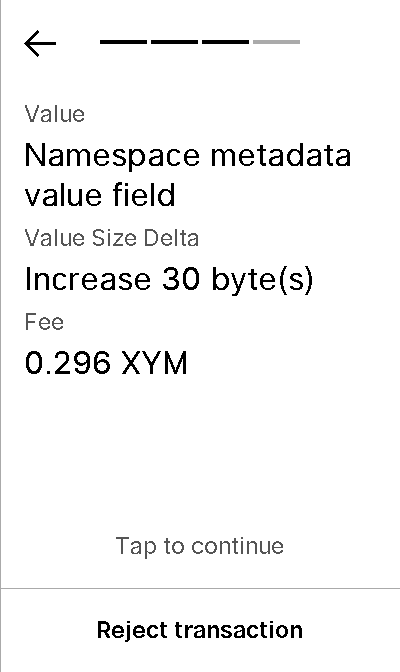 Value
Namespace metadata
value field
Value Size Delta
Increase 30 byte(s)
Fee
0.296 XYM
Tap to continue
Reject transaction